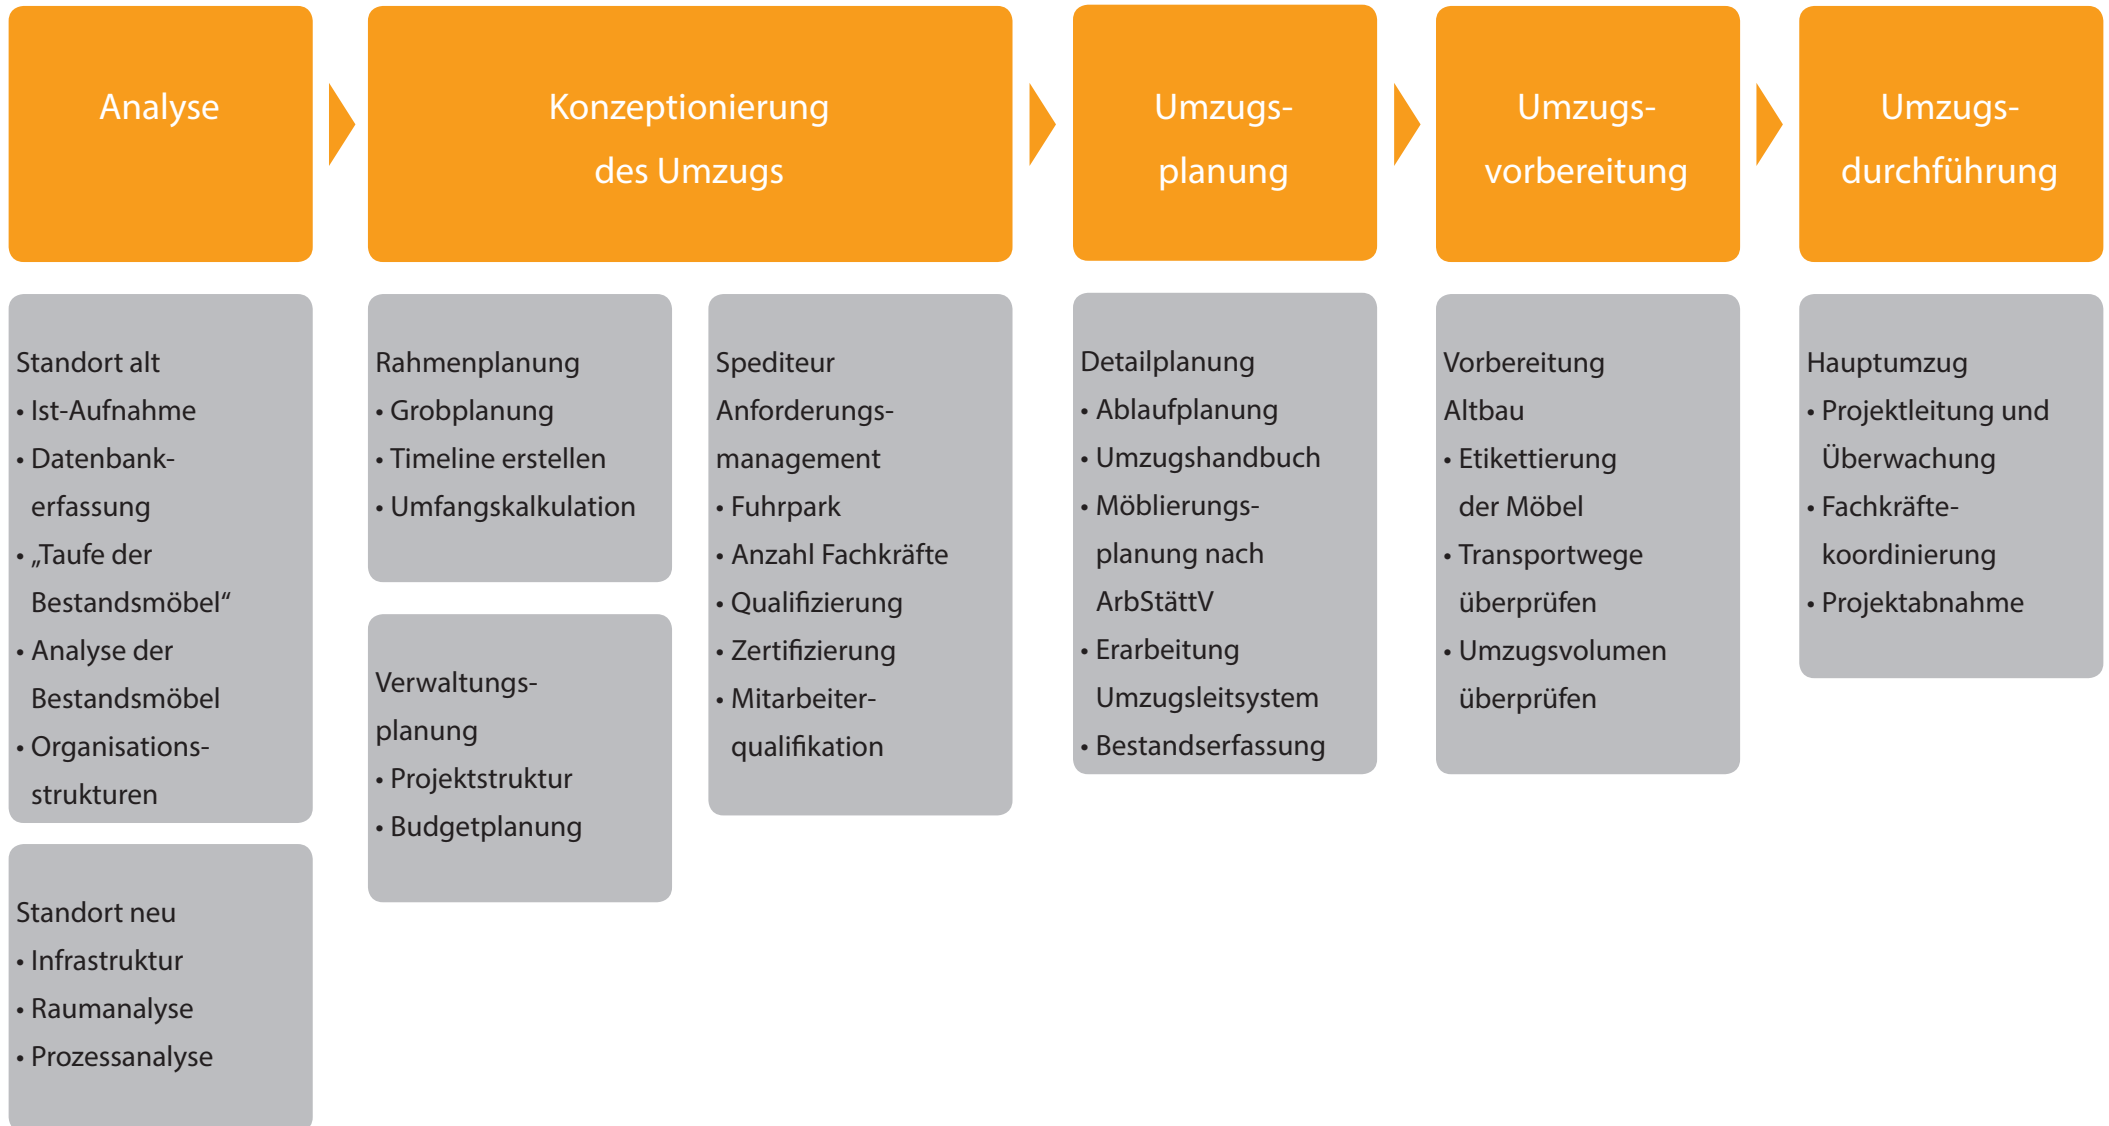 Analyse
Konzeptionierung
des Umzugs
Umzugs-
planung
Umzugs-
vorbereitung
Umzugs-
durchführung
Standort alt
• Ist-Aufnahme
• Datenbank-
erfassung
• „Taufe der
Bestandsmöbel“
• Analyse der
Bestandsmöbel
• Organisations-
strukturen
Standort neu
• Infrastruktur
• Raumanalyse
• Prozessanalyse
Rahmenplanung
• Grobplanung
• Timeline erstellen
• Umfangskalkulation
Verwaltungs-
planung
• Projektstruktur
• Budgetplanung
Spediteur
Anforderungs-
management
• Fuhrpark
• Anzahl Fachkräfte
• Qualifizierung
• Zertifizierung
• Mitarbeiter-
qualifikation
Detailplanung
• Ablaufplanung
• Umzugshandbuch
• Möblierungs-
planung nach
ArbStättV
• Erarbeitung
Umzugsleitsystem
• Bestandserfassung
Vorbereitung
Altbau
• Etikettierung
der Möbel
• Transportwege
überprüfen
• Umzugsvolumen
überprüfen
Hauptumzug
• Projektleitung und
Überwachung
• Fachkräfte-
koordinierung
• Projektabnahme